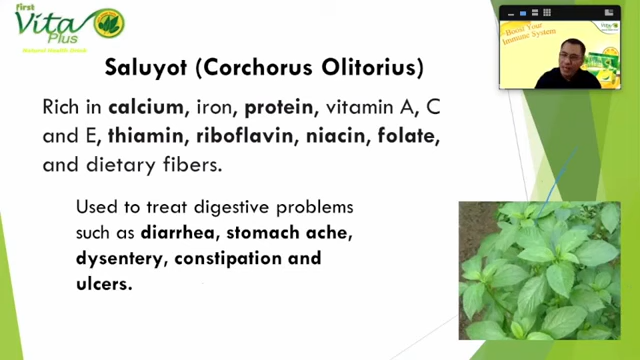 first
Vita
Plus
Natural Health Drink
Saluyot (Corchorus Olitorius)
Rich in calcium, iron, protein, vitamin A, C
and E, thiamin, riboflavin, niacin, folate,
and dietary fibers.
Used to treat digestive problems
such as diarrhea, stomach ache,
dysentery, constipation and
ulcers.
Boost Your
Immune System